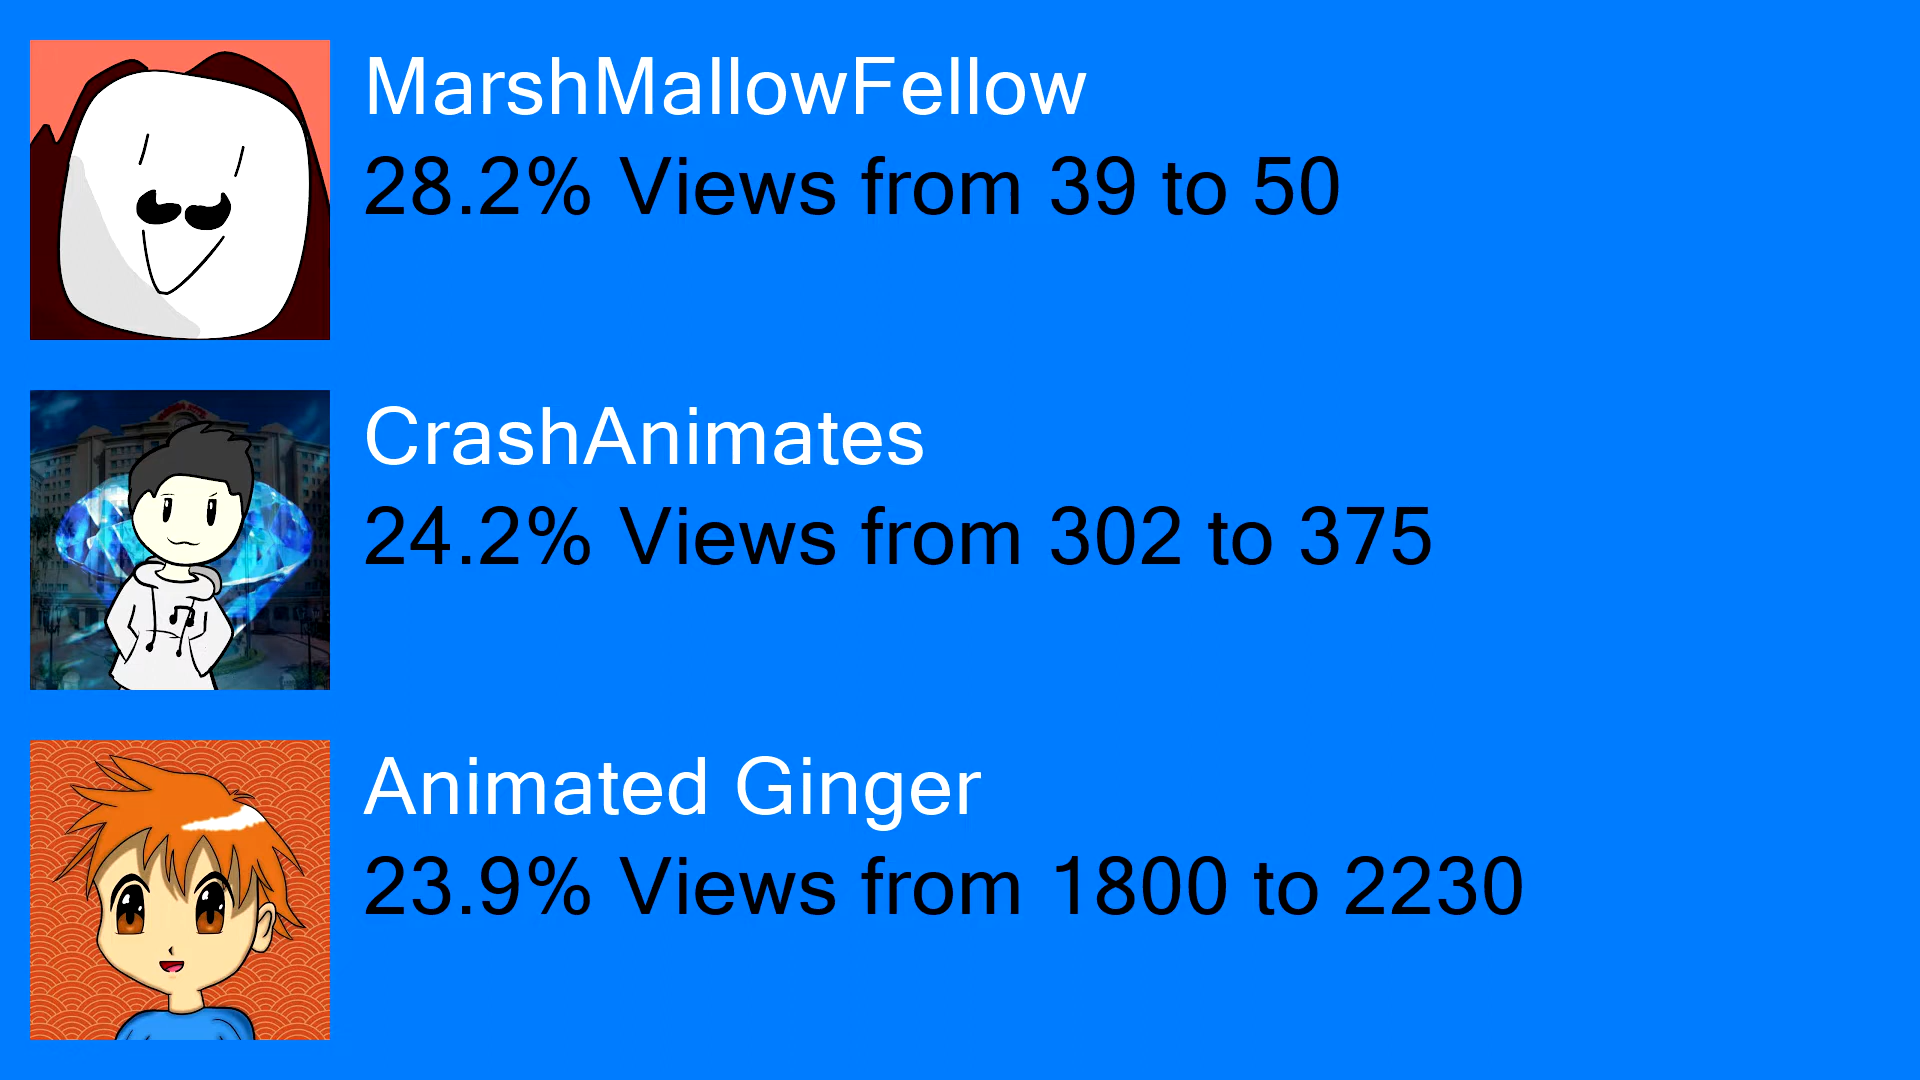 MarshMallowFellow
28.2% Views from 39 to 50
CrashAnimates
24.2% Views from 302 to 375
Animated Ginger
23.9% Views from 1800 to 2230